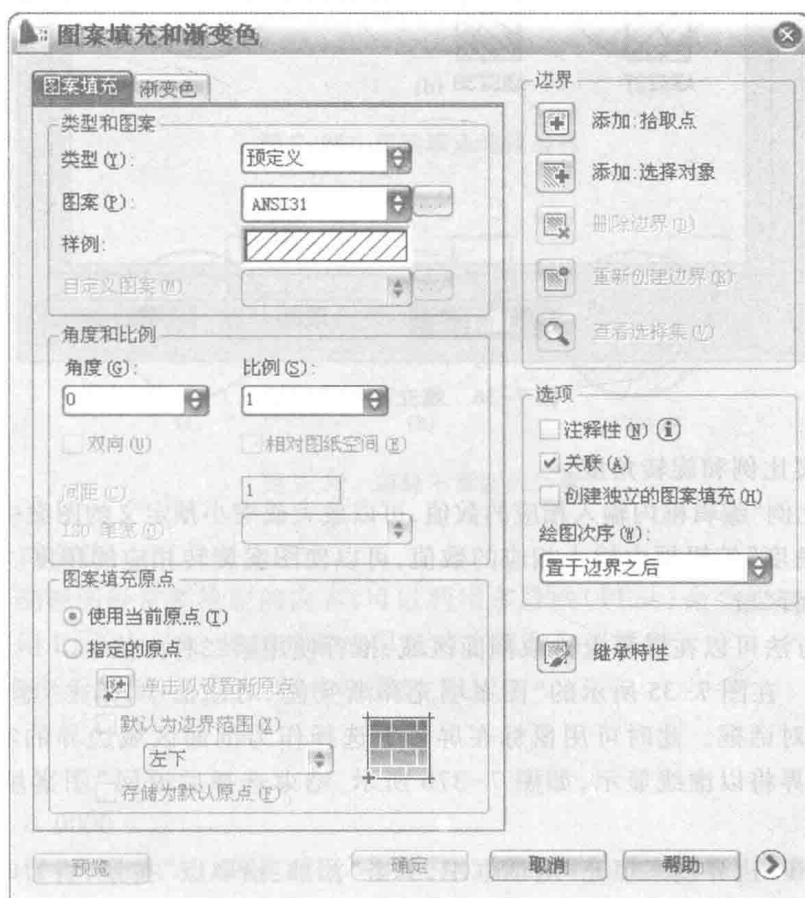 图案填充和渐变色
图案填充 渐变色
类型和图案
类型(Y): 预定义
图案(P): ANSI31
样例:
自定义图案(M)
角度和比例
角度(G): 比例(S):
0 1
双向(U) 相对图纸空间(E)
间距(C) 1
ISO 笔宽(O)
图案填充原点
使用当前原点(T)
指定的原点
单击以设置新原点
默认为边界范围(X)
左下
存储为默认原点(F)
预览
边界
添加:拾取点
添加:选择对象
删除边界(D)
重新创建边界(R)
查看选择集(V)
选项
注释性(N)
关联(A)
创建独立的图案填充(H)
绘图次序(W):
置于边界之后
继承特性
确定 取消 帮助